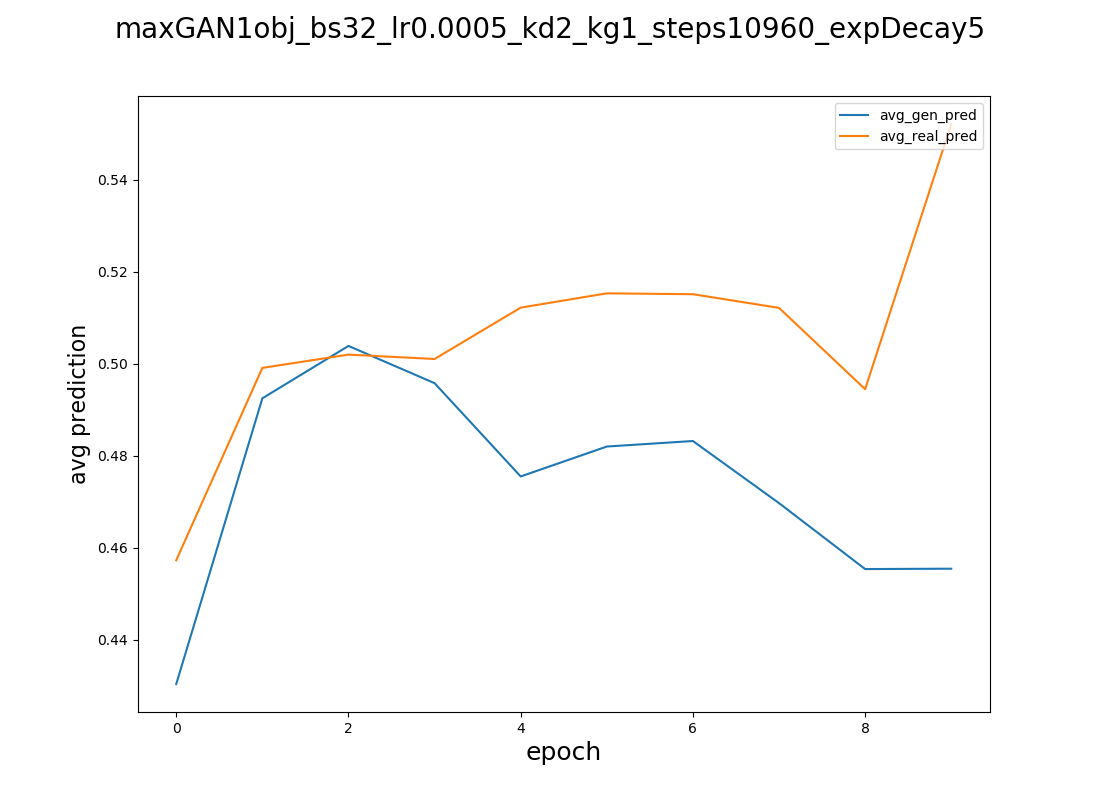 maxGAN1obj_bs32_lr0.0005_kd2_kg1_steps10960_expDecay5
avg_gen_pred
avg_real_pred
avg prediction
0.54
0.52
0.50
0.48
0.46
0.44
0
2
4
6
8
epoch